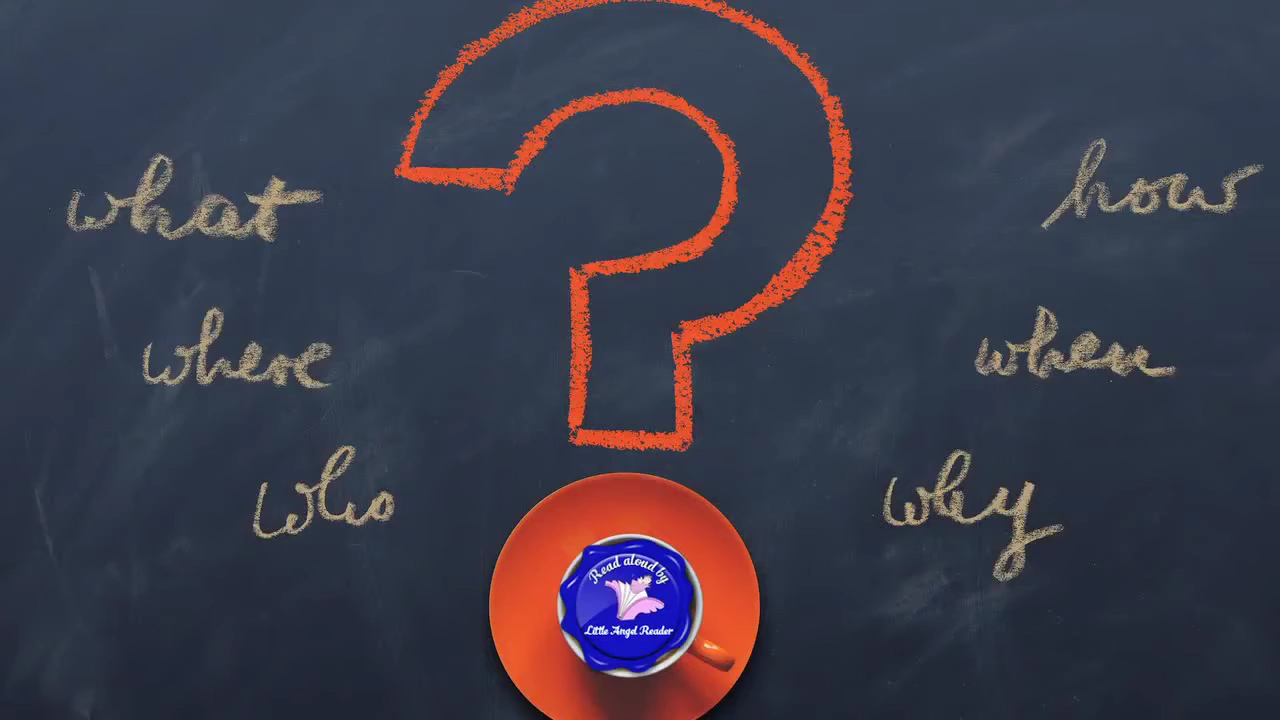 what
where
who
how
when
why
Read aloud by
Little Angel Reader